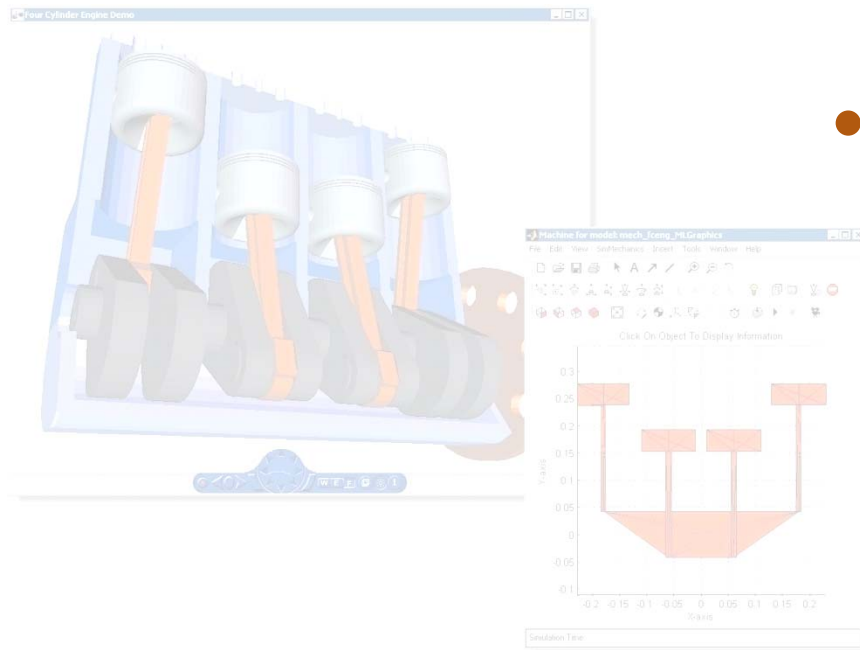 Four Cylinder Engine Demo
W E P
Machine for model: mech_iceng_MLGraphics
File Edit View SimMechanics Insert Tools Window Help
Click On Object To Display Information
0.3
0.25
0.2
0.15
0.1
0.05
0
-0.05
-0.1
Y-axis
-0.2 -0.15 -0.1 -0.05 0 0.05 0.1 0.15 0.2
X-axis
Simulation Time